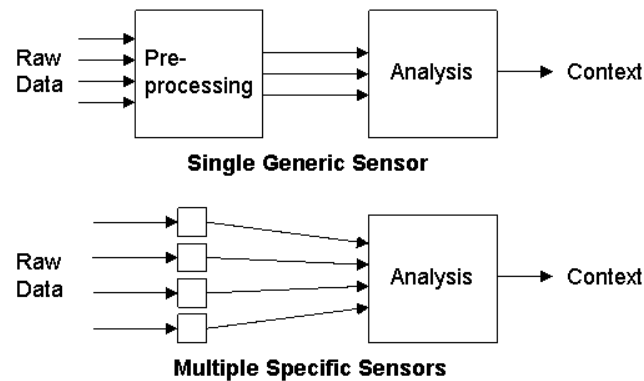 Raw
Data
Pre-
processing
Analysis
Context
Single Generic Sensor
Raw
Data
Analysis
Context
Multiple Specific Sensors